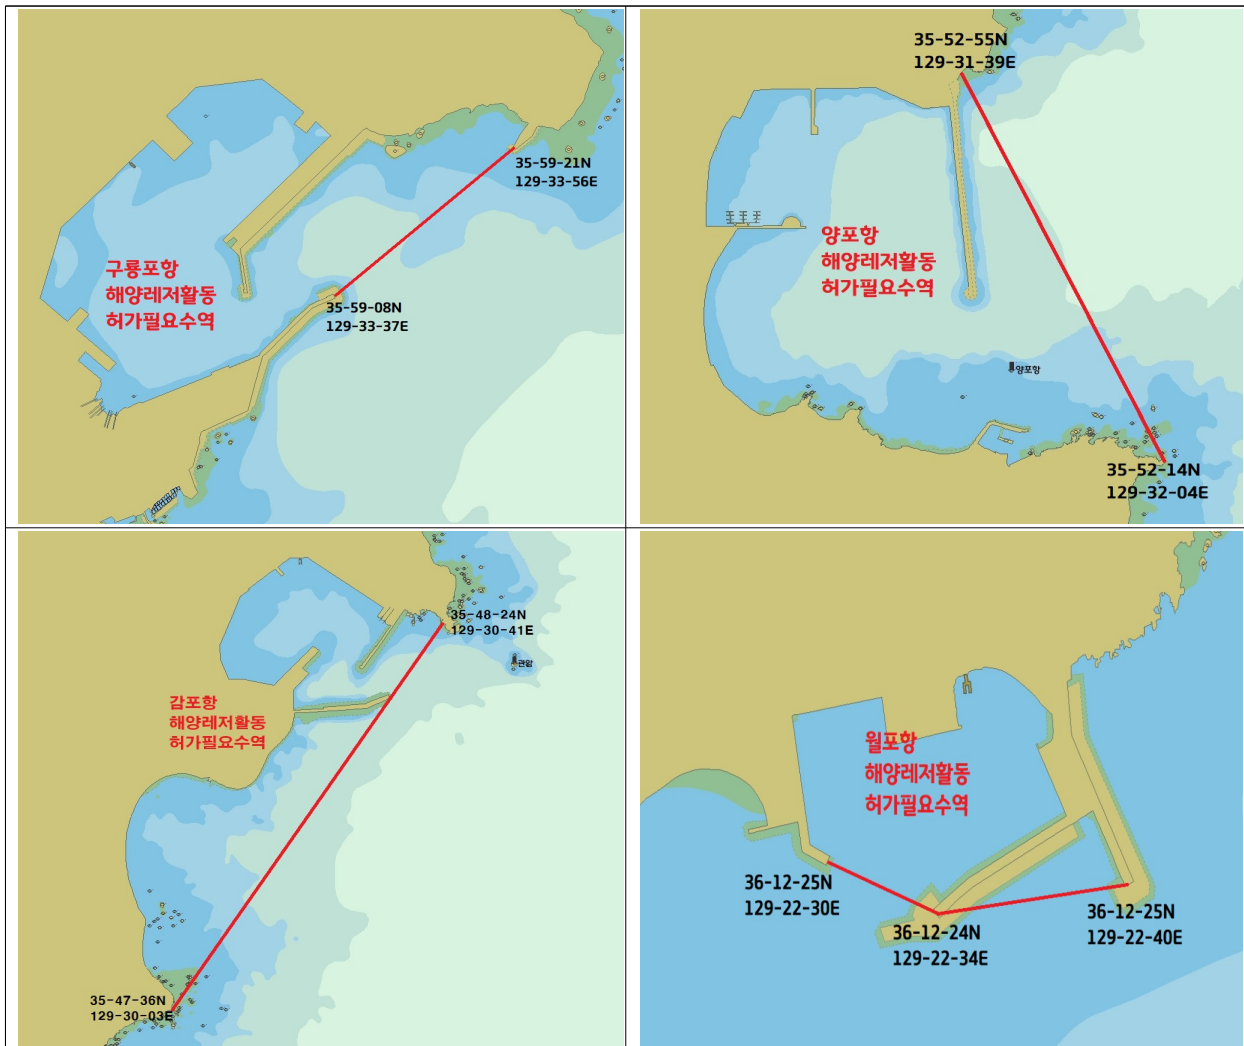 35-59-21N
129-33-56E
구룡포항
해양레저활동
허가필요수역
35-59-08N
129-33-37E
35-52-55N
129-31-39E
양포항
해양레저활동
허가필요수역
양포항
35-52-14N
129-32-04E
35-48-24N
129-30-41E
관암
감포항
해양레저활동
허가필요수역
35-47-36N
129-30-03E
월포항
해양레저활동
허가필요수역
36-12-25N
129-22-30E
36-12-24N
129-22-34E
36-12-25N
129-22-40E